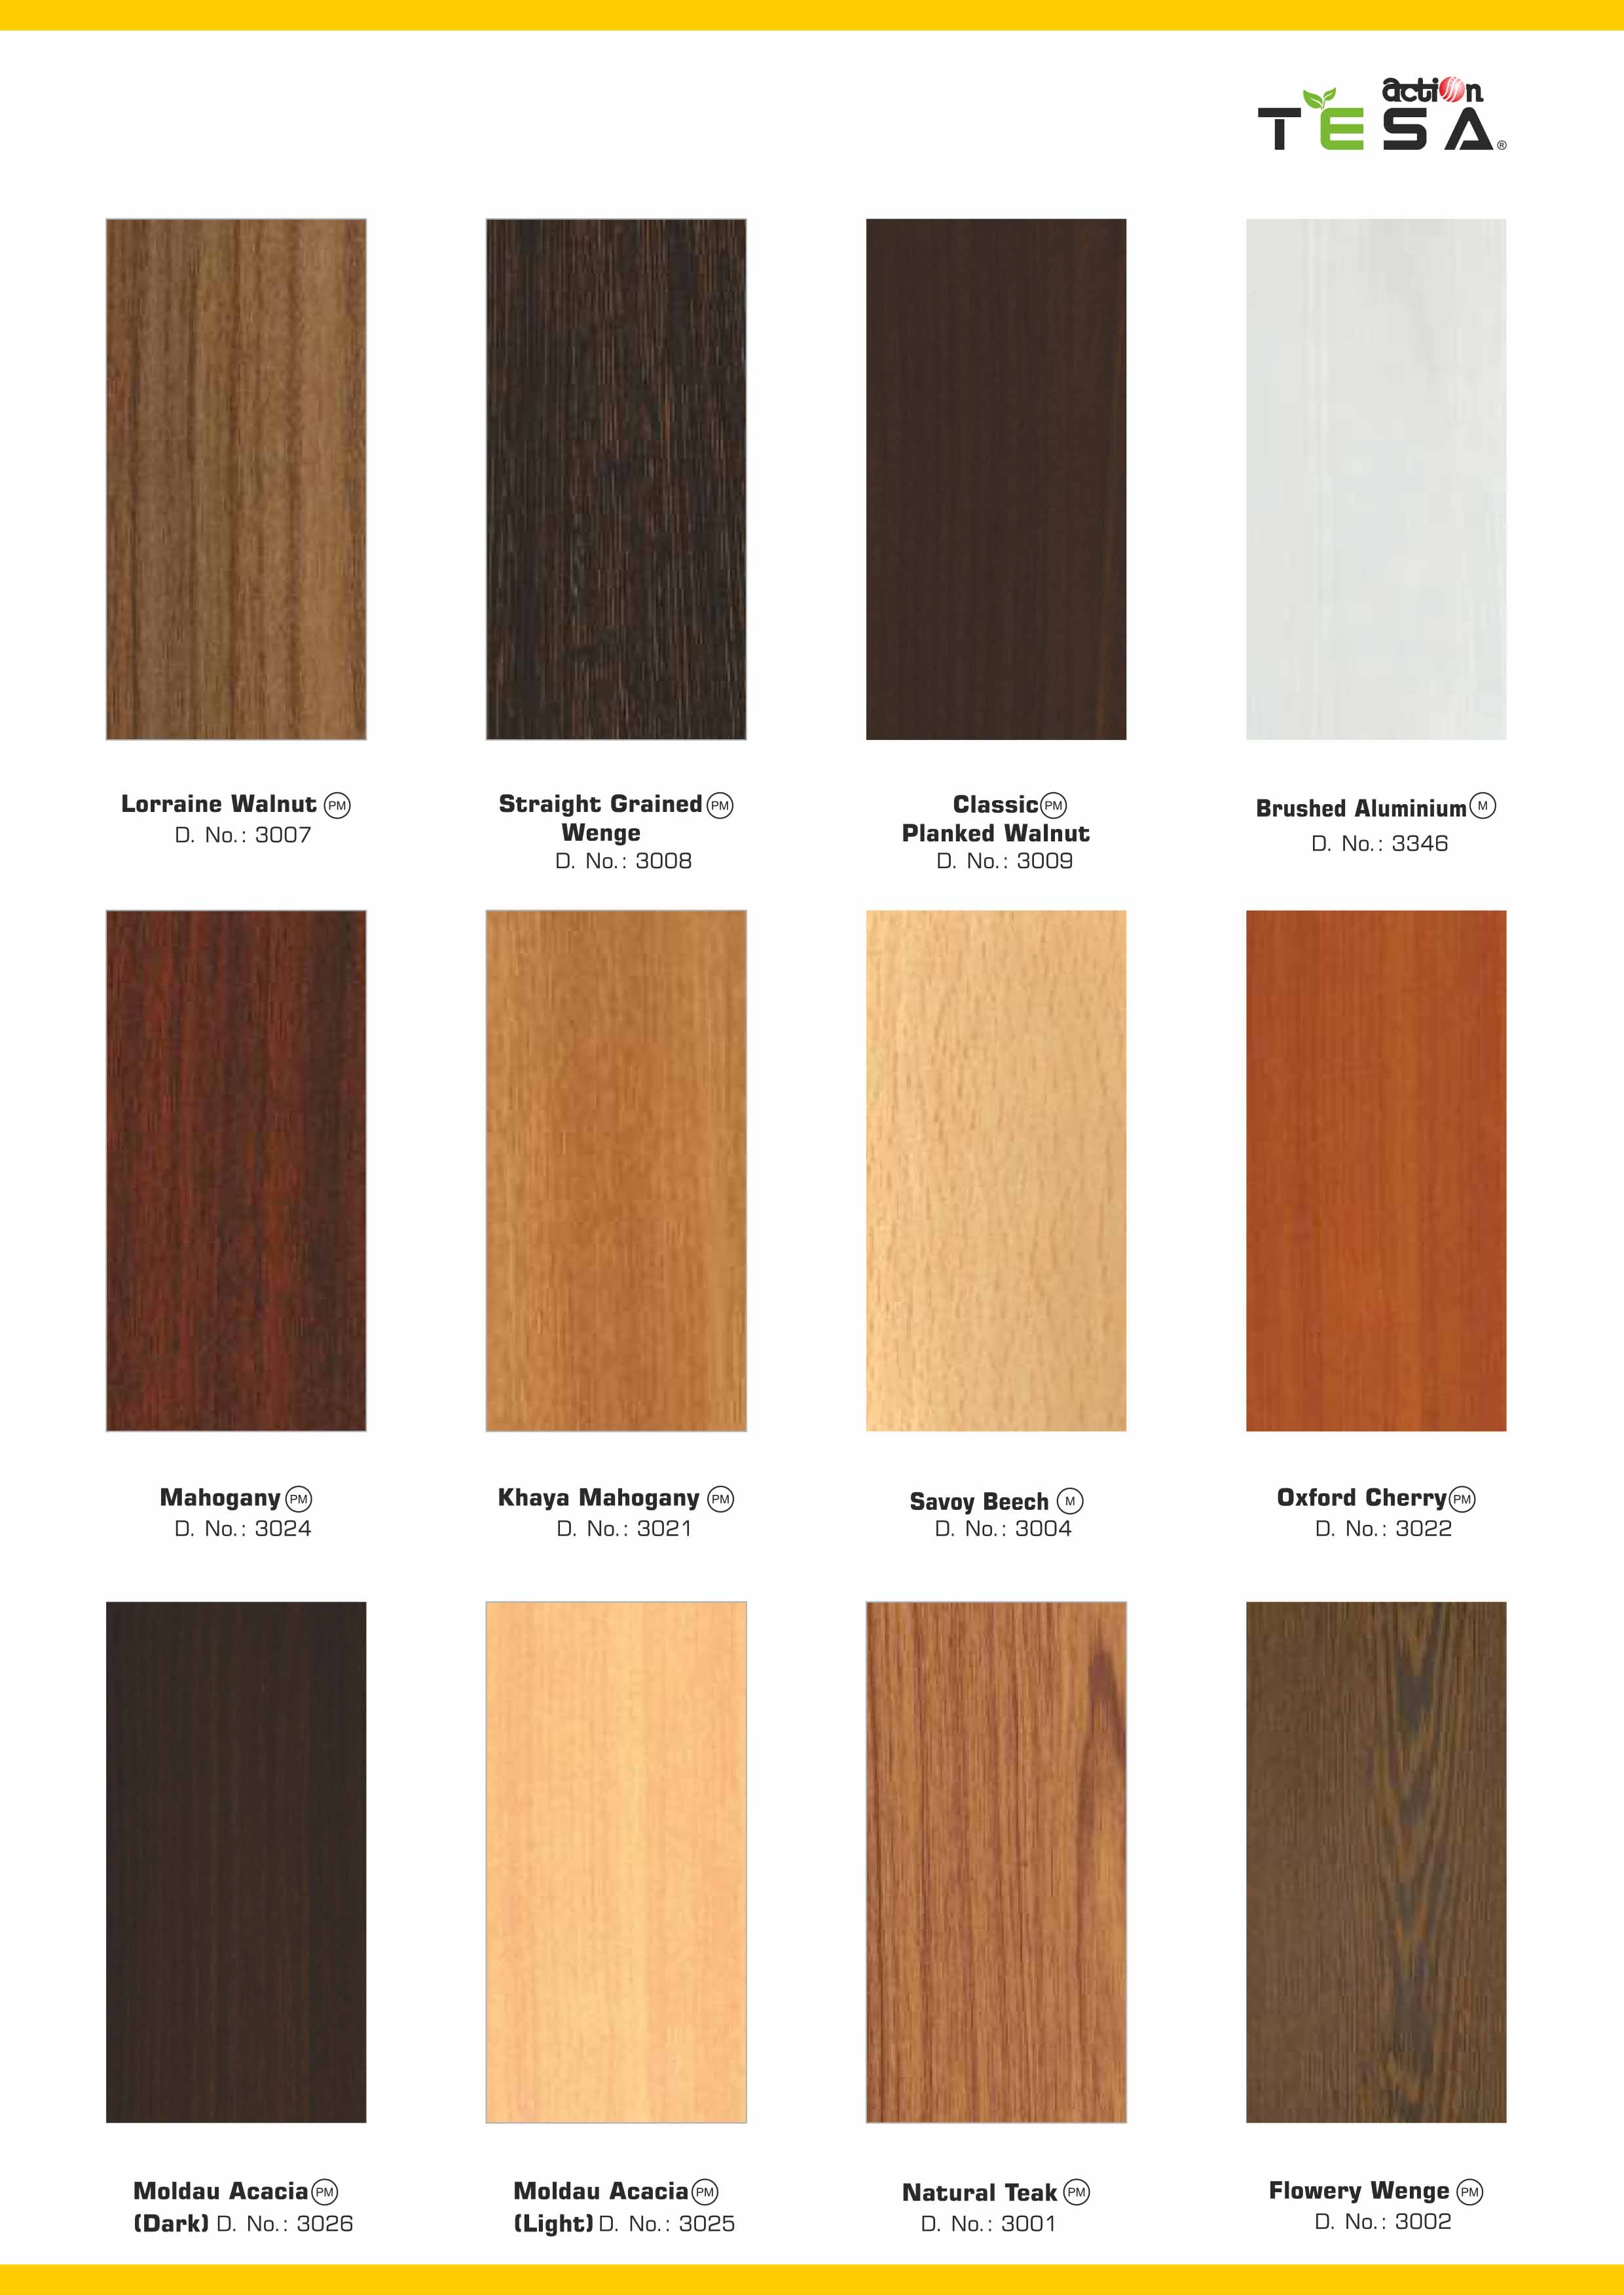 action
TESA®
Lorraine Walnut PM
D. No.: 3007
Straight Grained PM
Wenge
D. No.: 3008
Classic PM
Planked Walnut
D. No.: 3009
Brushed Aluminium M
D. No.: 3346
Mahogany PM
D. No.: 3024
Khaya Mahogany PM
D. No.: 3021
Savoy Beech M
D. No.: 3004
Oxford Cherry PM
D. No.: 3022
Moldau Acacia PM
(Dark) D. No.: 3026
Moldau Acacia PM
(Light) D. No.: 3025
Natural Teak PM
D. No.: 3001
Flowery Wenge PM
D. No.: 3002